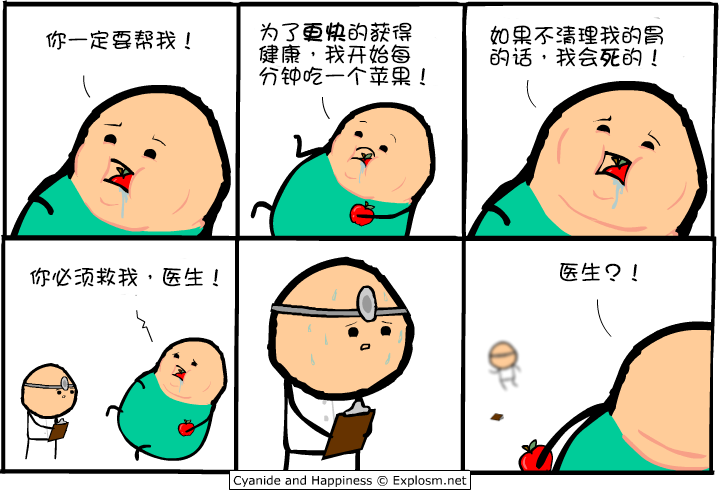 你一定要帮我！
为了更快的获得
健康，我开始每
分钟吃一个苹果！
如果不清理我的胃
的话，我会死的！
你必须救我，医生！
医生？！
Cyanide and Happiness © Explosm.net